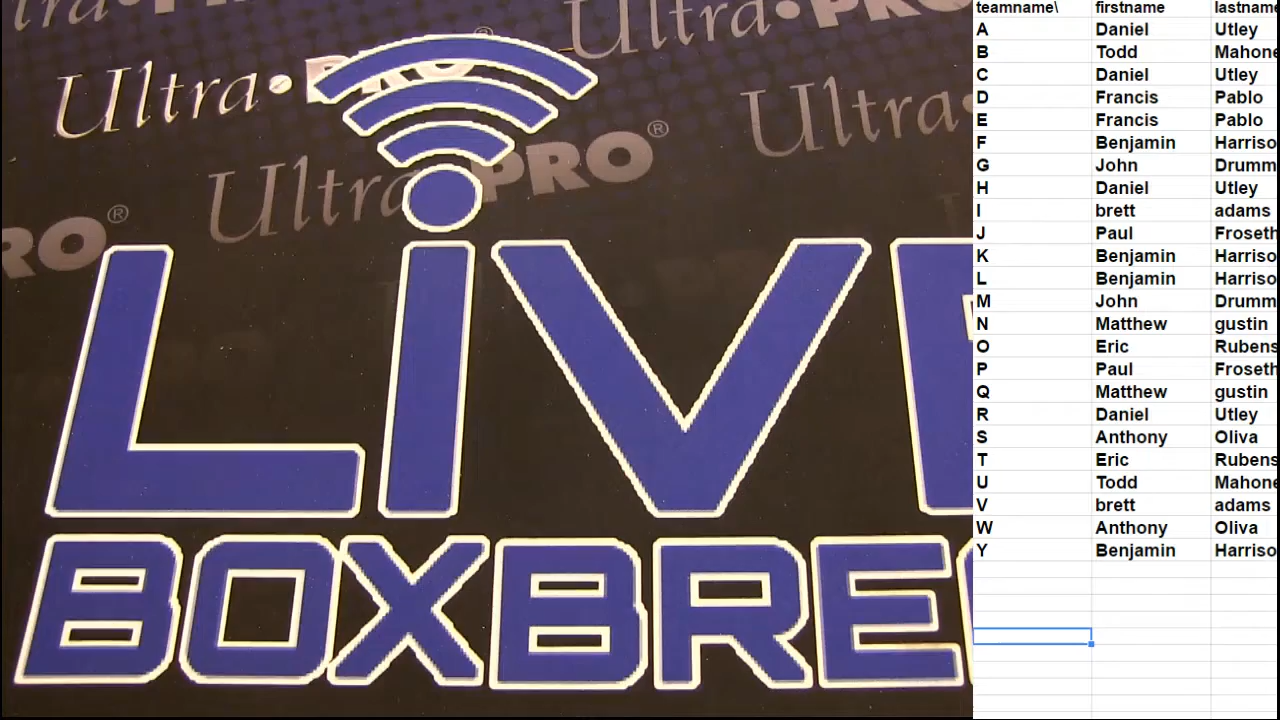 Ultra PRO
Ultra • PRO ®
Ultra • PRO
Ultra PRO ®
Ultra
RO ®
LiV
BOXBRE
teamname\ firstname lastname
A Daniel Utley
B Todd Mahone
C Daniel Utley
D Francis Pablo
E Francis Pablo
F Benjamin Harriso
G John Drumm
H Daniel Utley
I brett adams
J Paul Froseth
K Benjamin Harriso
L Benjamin Harriso
M John Drumm
N Matthew gustin
O Eric Rubens
P Paul Froseth
Q Matthew gustin
R Daniel Utley
S Anthony Oliva
T Eric Rubens
U Todd Mahone
V brett adams
W Anthony Oliva
Y Benjamin Harriso